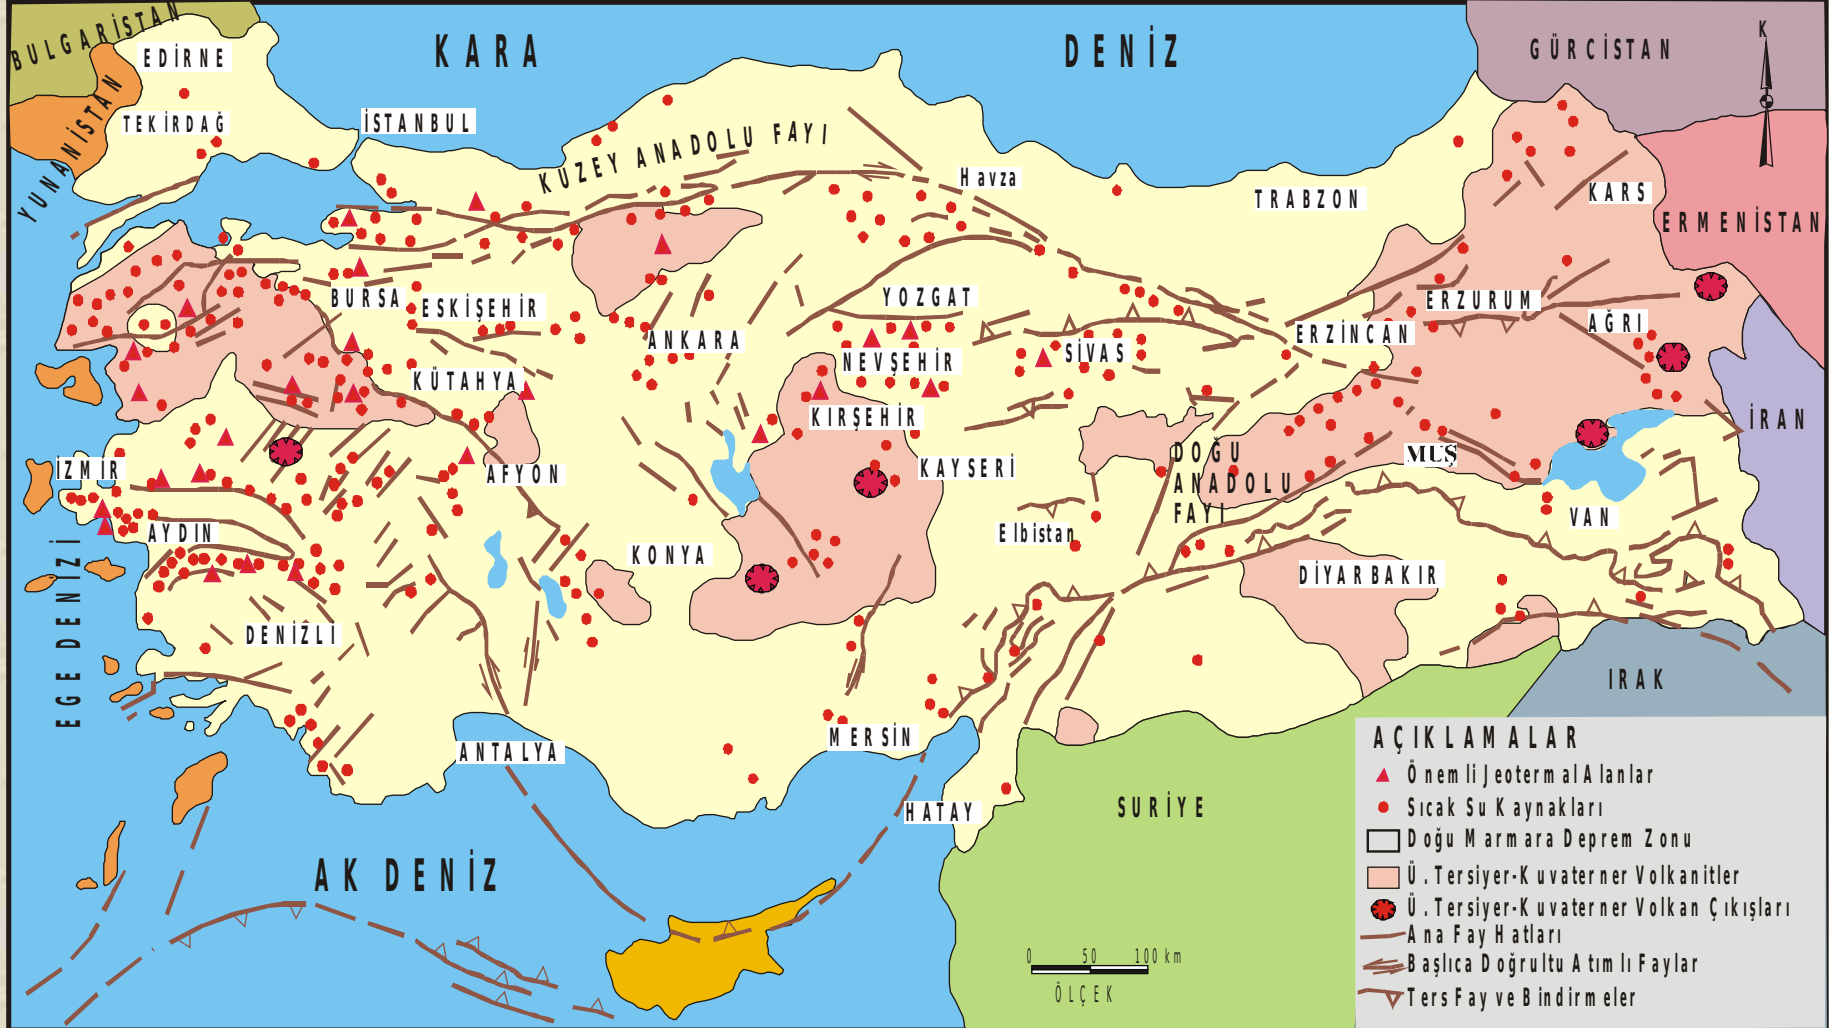 BULGARİSTAN
EDİRNE
KARA
DENİZ
GÜRCİSTAN
K
YUNANİSTAN
TEKİRDAĞ
İSTANBUL
KUZEY ANADOLU FAYI
Havza
TRABZON
KARS
ERMENİSTAN
BURSA
ESKİŞEHİR
ANKARA
YOZGAT
SİVAS
ERZİNCAN
ERZURUM
AĞRI
NEVŞEHİR
KÜTAHYA
KIRŞEHİR
İRAN
İZMİR
AFYON
KAYSERİ
DOĞU
ANADOLU
FAYI
MUŞ
VAN
AYDIN
KONYA
Elbistan
DİYARBAKIR
EGE DENİZİ
DENİZLİ
IRAK
ANTALYA
MERSİN
HATAY
SURİYE
AK DENİZ
0 50 100 km
ÖLÇEK
AÇIKLAMALAR
Önemli Jeotermal Alanlar
Sıcak Su Kaynakları
Doğu Marmara Deprem Zonu
Ü.Tersiyer-Kuvaterner Volkanitler
Ü.Tersiyer-Kuvaterner Volkan Çıkışları
Ana Fay Hatları
Başlıca Doğrultu Atımlı Faylar
Ters Fay ve Bindirmeler